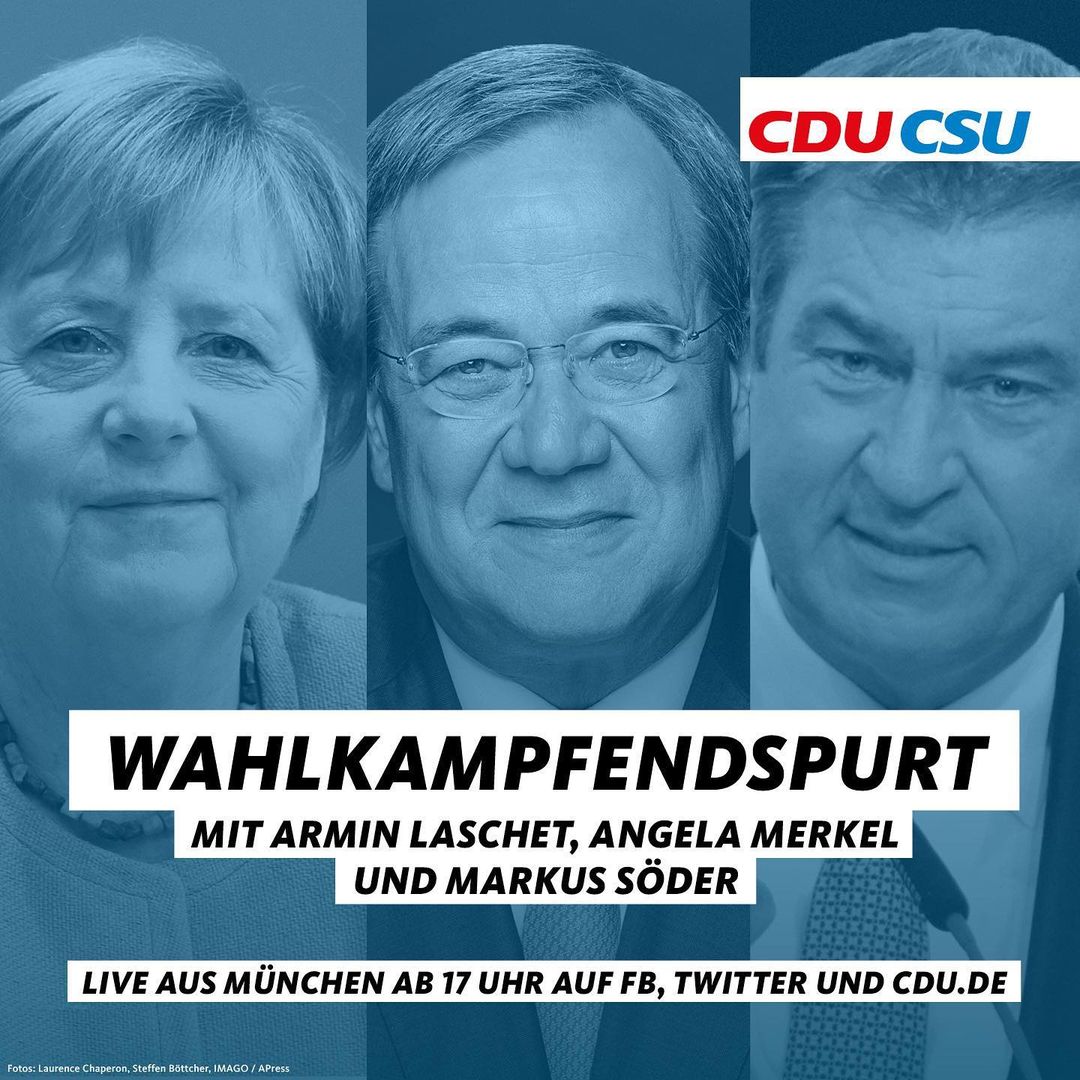 CDU CSU
WAHLKAMPFENDSPURT
MIT ARMIN LASCHET, ANGELA MERKEL
UND MARKUS SÖDER
LIVE AUS MÜNCHEN AB 17 UHR AUF FB, TWITTER UND CDU.DE
Fotos: Laurence Chaperon, Steffen Böttcher, IMAGO / APress